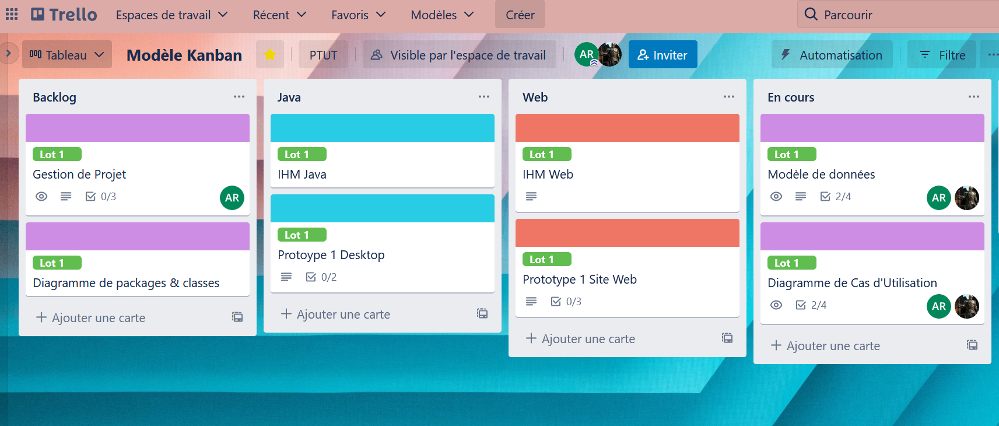 Trello
Espaces de travail
Récent
Favoris
Modèles
Créer
Parcourir
Tableau
Modèle Kanban
PTUT
Visible par l'espace de travail
AR
Inviter
Automatisation
Filtre
Backlog
Lot 1
Gestion de Projet
0/3
AR
Lot 1
Diagramme de packages & classes
Ajouter une carte
Java
Lot 1
IHM Java
Lot 1
Protoype 1 Desktop
0/2
Ajouter une carte
Web
Lot 1
IHM Web
Lot 1
Prototype 1 Site Web
0/3
Ajouter une carte
En cours
Lot 1
Modèle de données
2/4
AR
Lot 1
Diagramme de Cas d'Utilisation
2/4
AR
Ajouter une carte